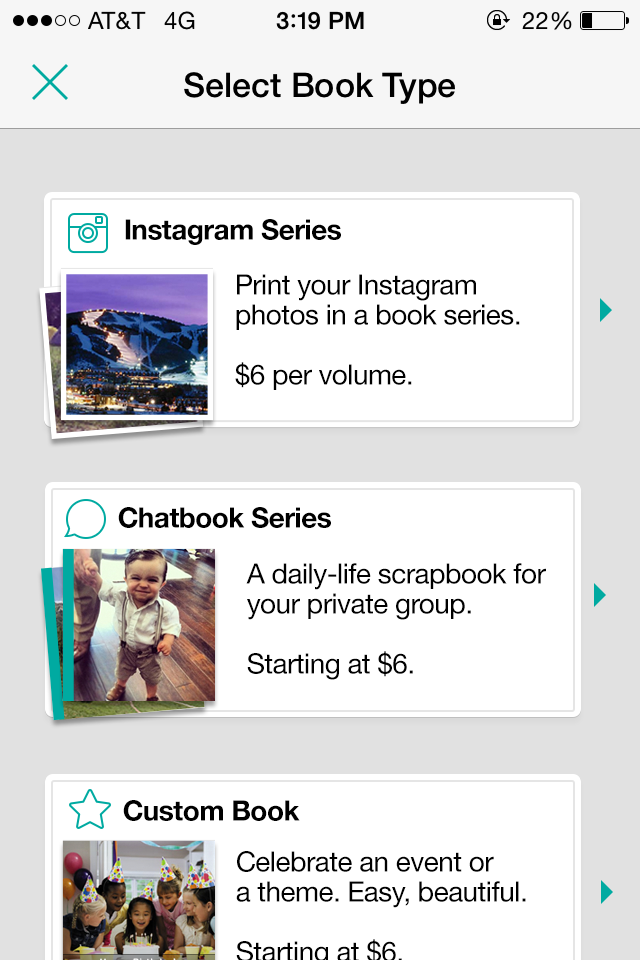 AT&T 4G 3:19 PM 22%
Select Book Type
Instagram Series
Print your Instagram
photos in a book series.
$6 per volume.
Chatbook Series
A daily-life scrapbook for
your private group.
Starting at $6.
Custom Book
Celebrate an event or
a theme. Easy, beautiful.
Starting at $6.